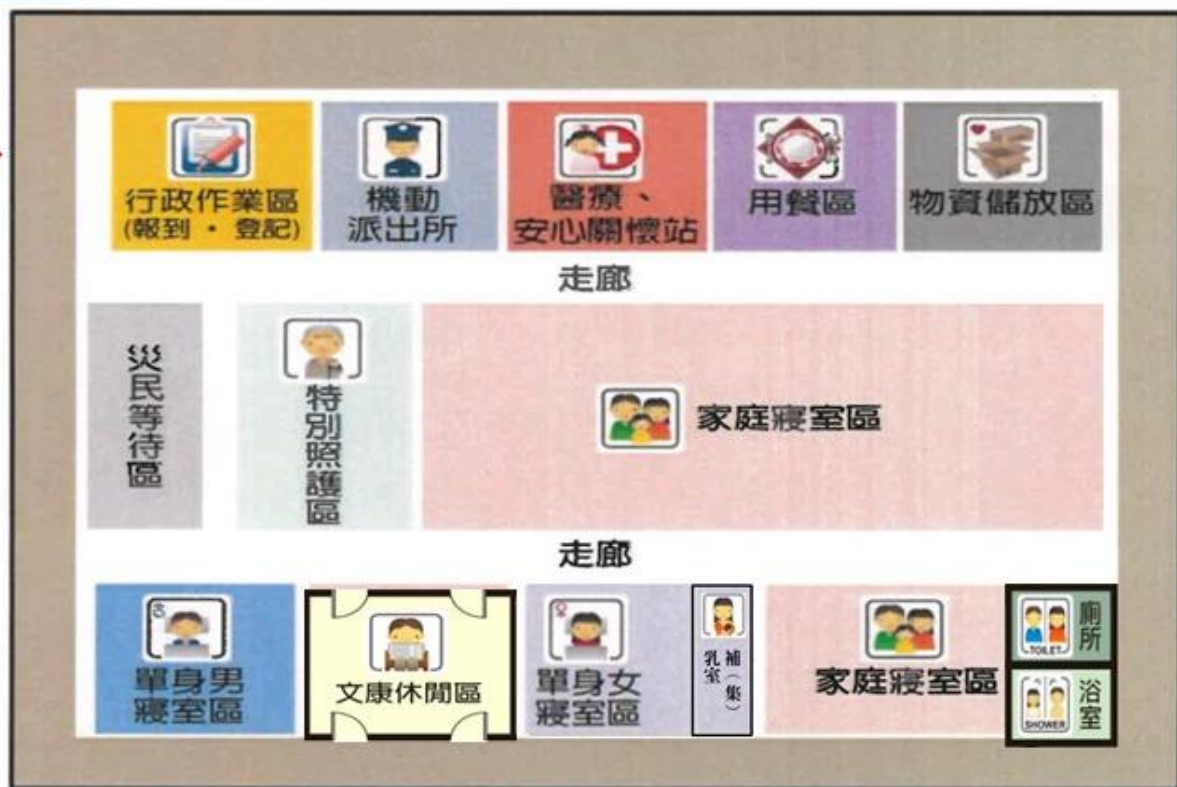 行政作業區
(報到・登記)
機動
派出所
醫療、
安心關懷站
用餐區
物資儲放區
走廊
災民等待區
特別照護區
家庭寢室區
走廊
單身男
寢室區
文康休閒區
單身女
寢室區
補(集)
乳室
家庭寢室區
TOILET
廁所
SHOWER
浴室